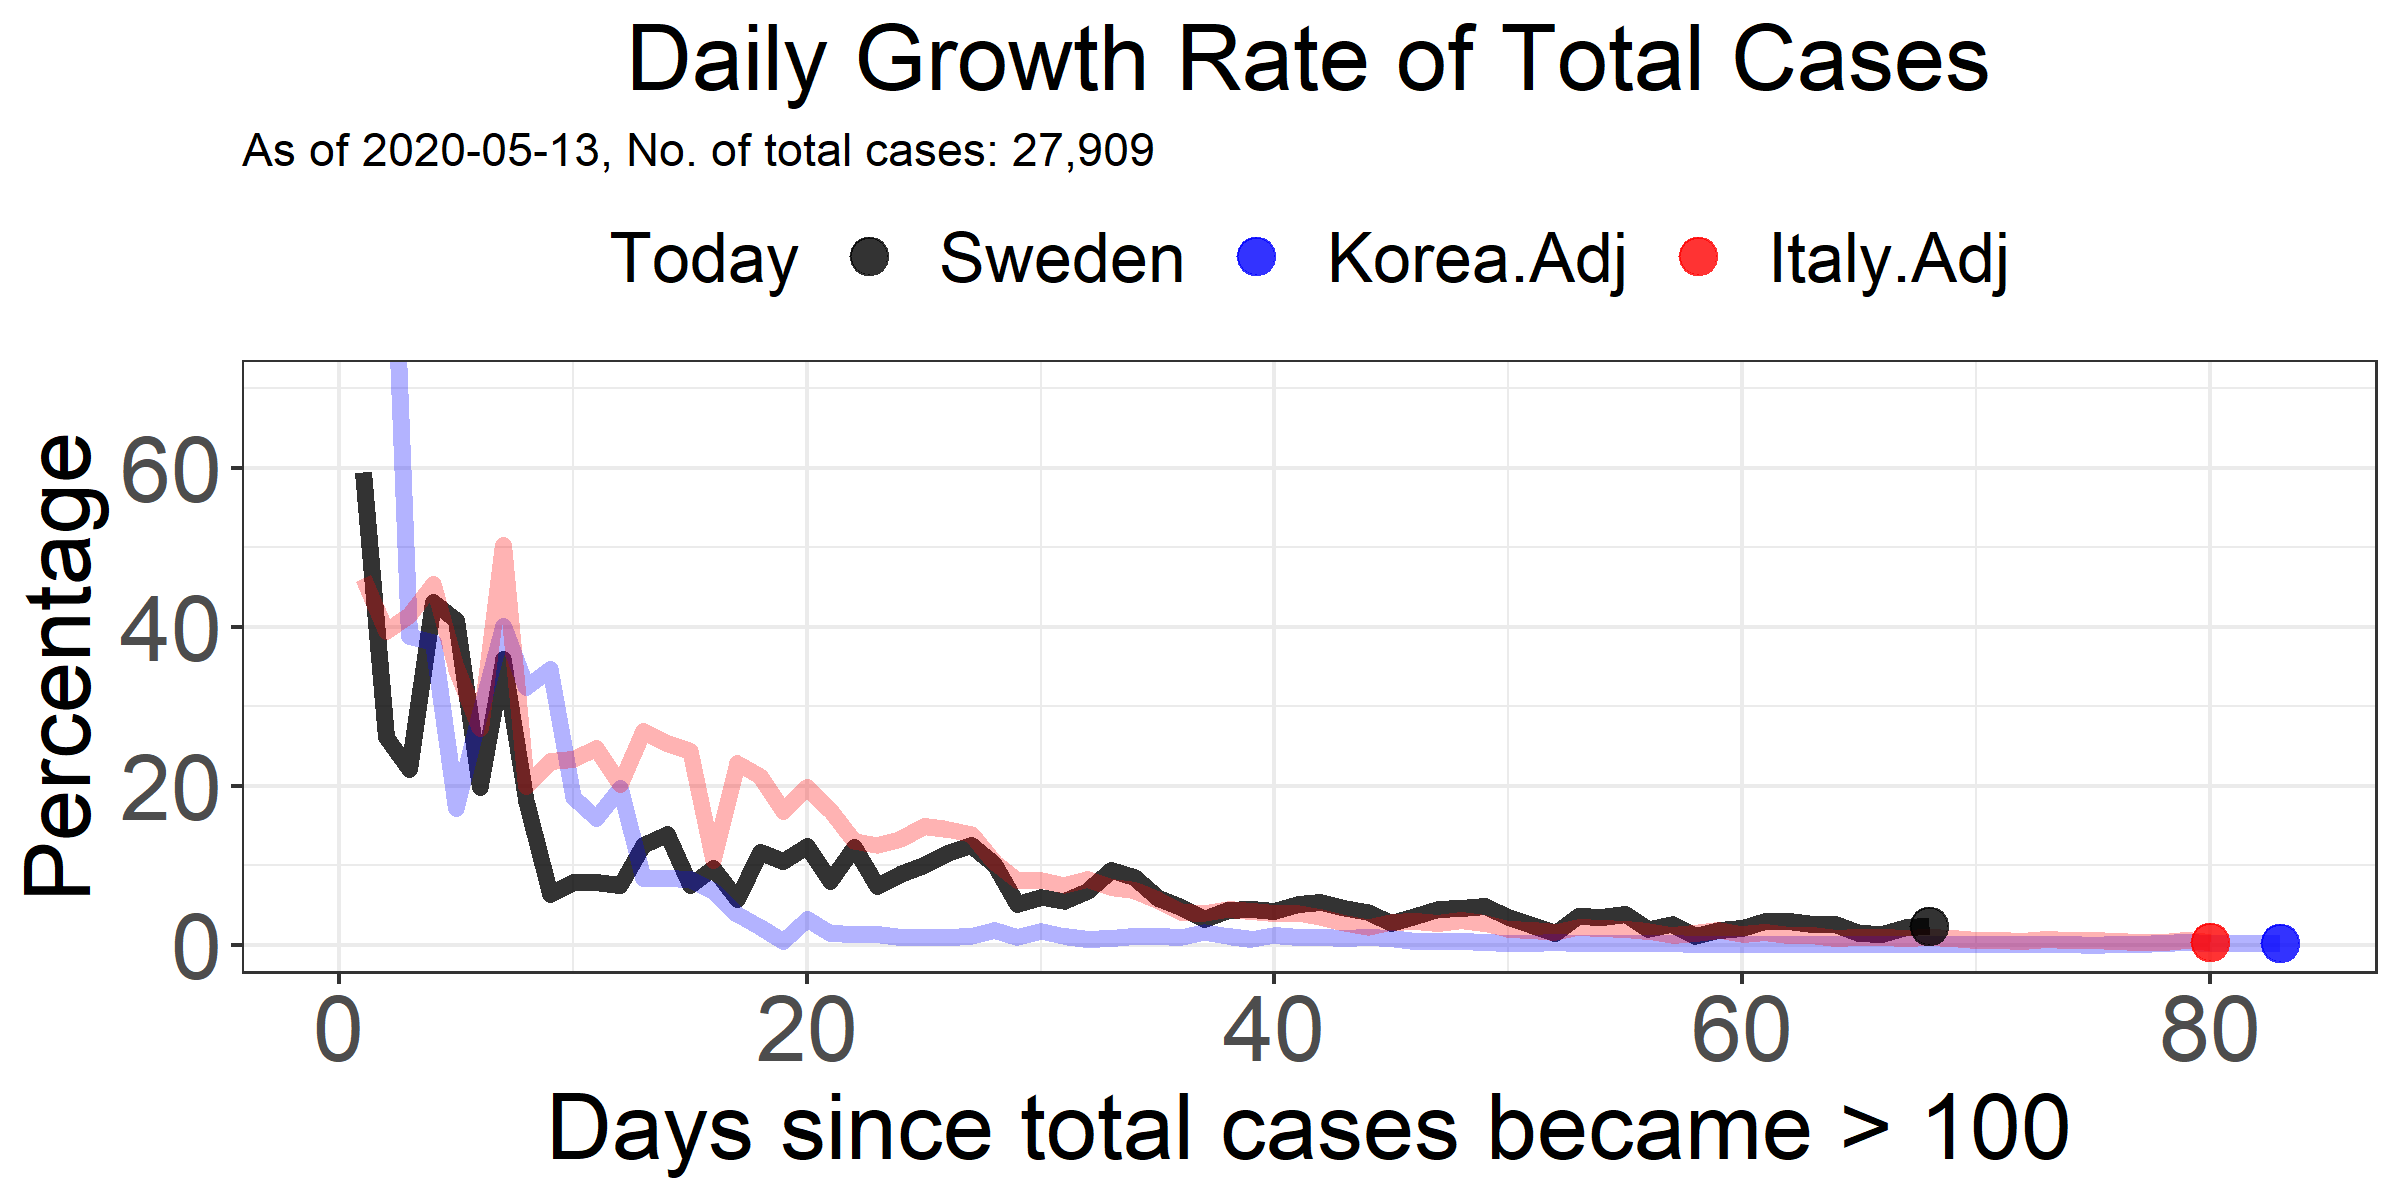 Daily Growth Rate of Total Cases
As of 2020-05-13, No. of total cases: 27,909
Today Sweden Korea.Adj Italy.Adj
Percentage
60
40
20
0
0 20 40 60 80
Days since total cases became > 100